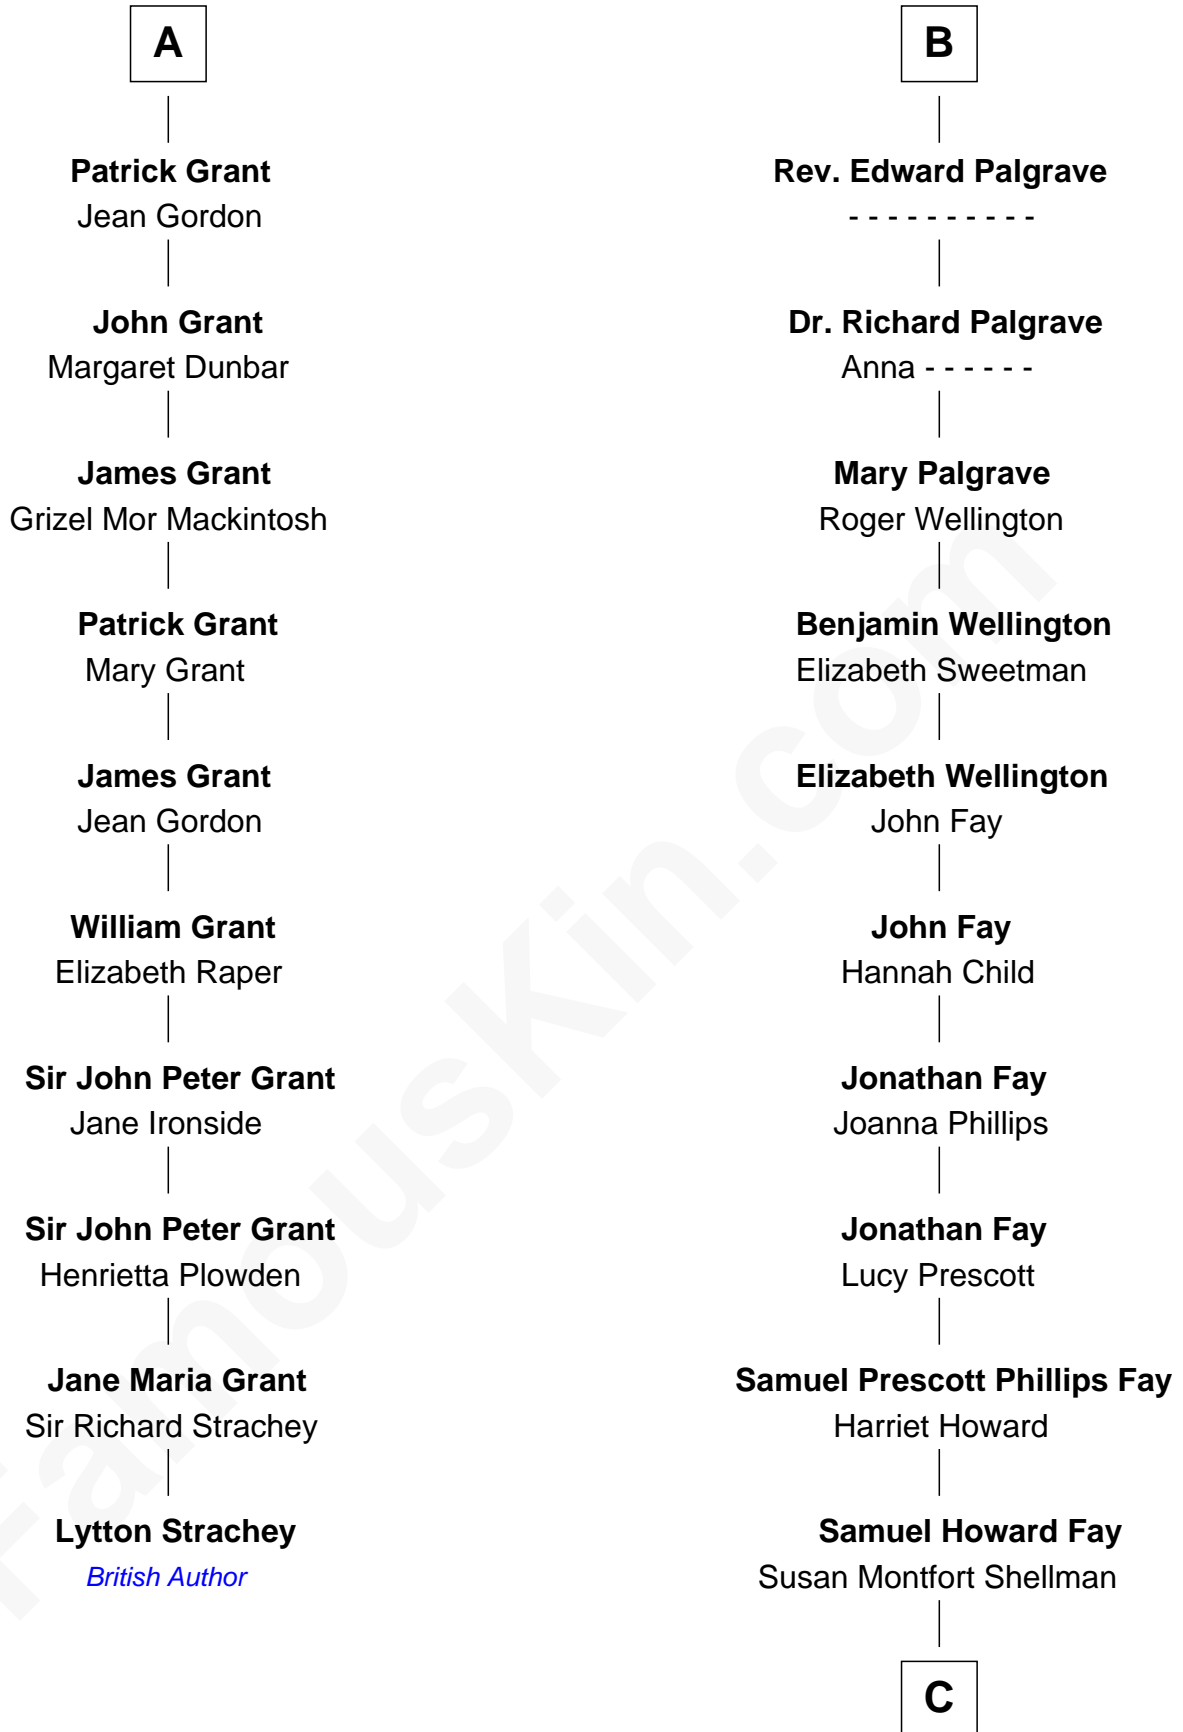 A
Patrick Grant
Jean Gordon
John Grant
Margaret Dunbar
James Grant
Grizel Mor Mackintosh
Patrick Grant
Mary Grant
James Grant
Jean Gordon
William Grant
Elizabeth Raper
Sir John Peter Grant
Jane Ironside
Sir John Peter Grant
Henrietta Plowden
Jane Maria Grant
Sir Richard Strachey
Lytton Strachey
British Author
B
Rev. Edward Palgrave
- - - - - - - - - -
Dr. Richard Palgrave
Anna - - - - - -
Mary Palgrave
Roger Wellington
Benjamin Wellington
Elizabeth Sweetman
Elizabeth Wellington
John Fay
John Fay
Hannah Child
Jonathan Fay
Joanna Phillips
Jonathan Fay
Lucy Prescott
Samuel Prescott Phillips Fay
Harriet Howard
Samuel Howard Fay
Susan Montfort Shellman
C
FamousKin.com